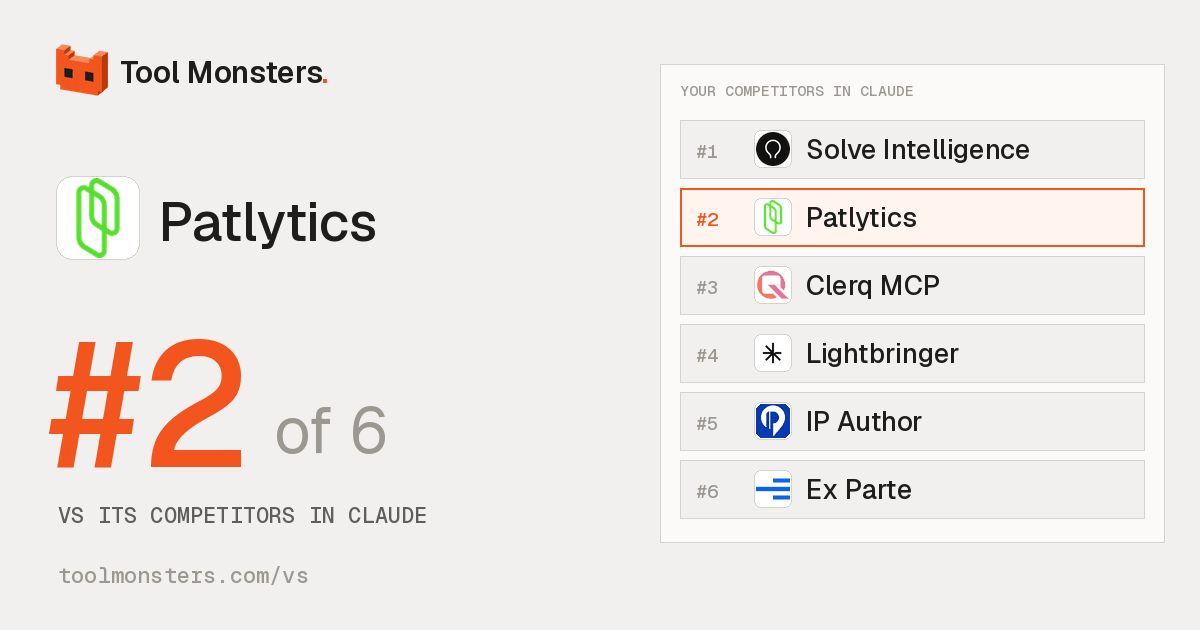 Tool Monsters.
Patlytics
#2 of 6
VS ITS COMPETITORS IN CLAUDE
toolmonsters.com/vs
YOUR COMPETITORS IN CLAUDE
#1 Solve Intelligence
#2 Patlytics
#3 Clerq MCP
#4 Lightbringer
#5 IP Author
#6 Ex Parte